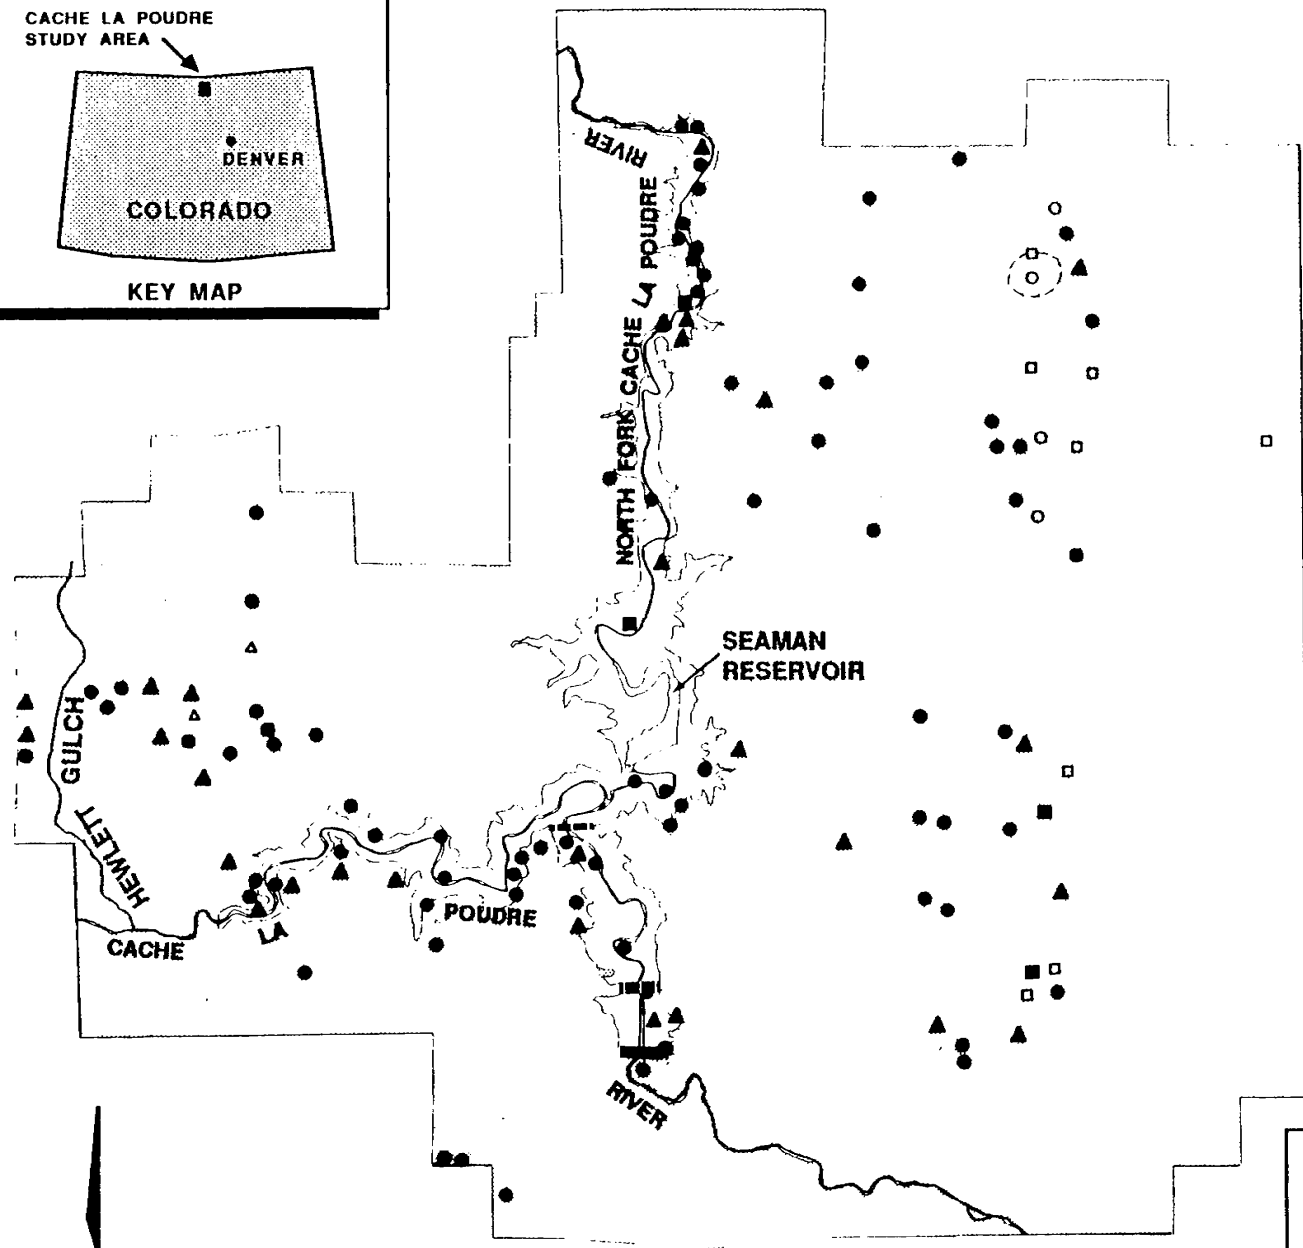 CACHE LA POUDRE
STUDY AREA
DENVER
COLORADO
KEY MAP
RIVER
NORTH FORK CACHE LA POUDRE
SEAMAN
RESERVOIR
HEWLETT GULCH
CACHE LA POUDRE
RIVER